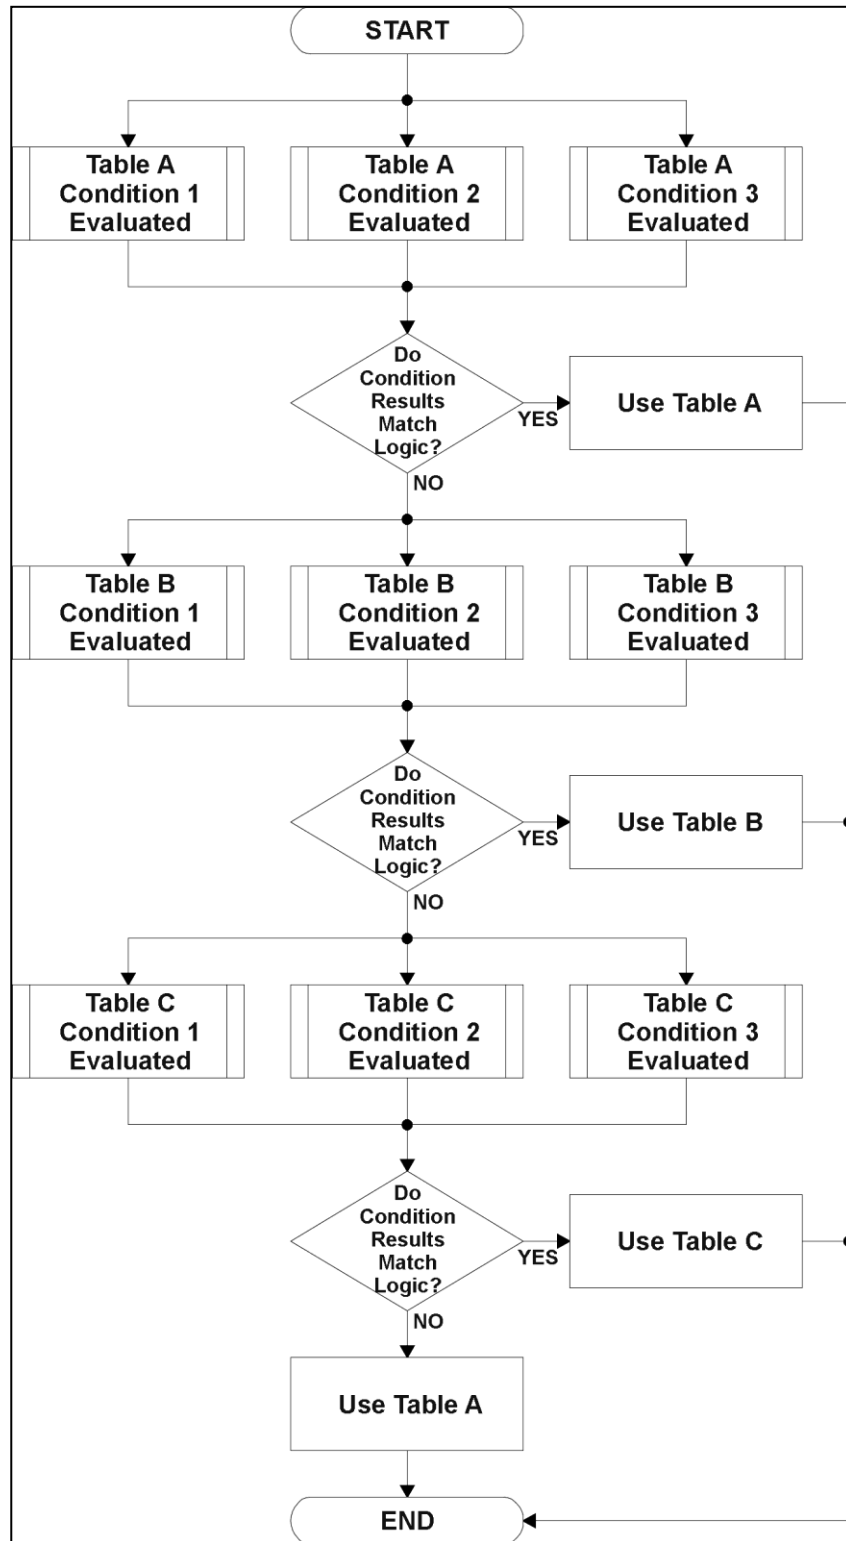 START
Table A
Condition 1
Evaluated
Table A
Condition 2
Evaluated
Table A
Condition 3
Evaluated
Do
Condition
Results
Match
Logic?
YES
Use Table A
NO
Table B
Condition 1
Evaluated
Table B
Condition 2
Evaluated
Table B
Condition 3
Evaluated
Do
Condition
Results
Match
Logic?
YES
Use Table B
NO
Table C
Condition 1
Evaluated
Table C
Condition 2
Evaluated
Table C
Condition 3
Evaluated
Do
Condition
Results
Match
Logic?
YES
Use Table C
NO
Use Table A
END